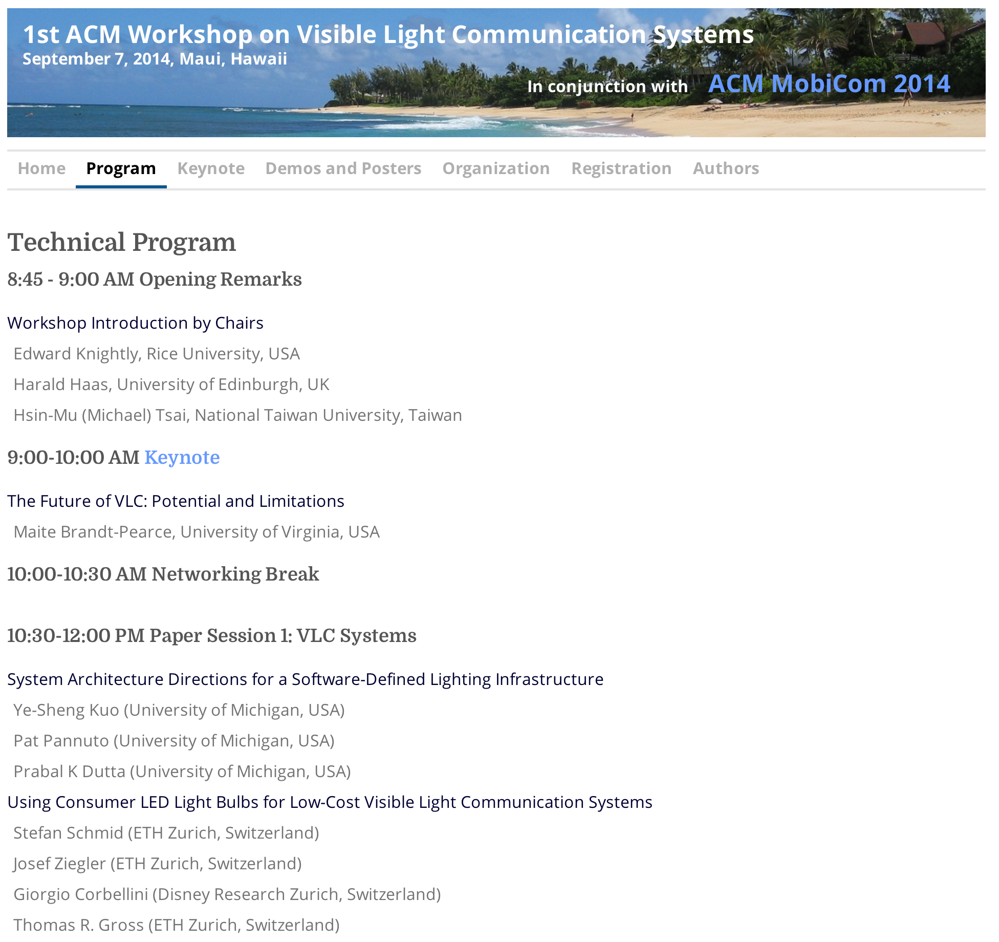 1st ACM Workshop on Visible Light Communication Systems
September 7, 2014, Maui, Hawaii
In conjunction with ACM MobiCom 2014
Home Program Keynote Demos and Posters Organization Registration Authors
Technical Program
8:45 - 9:00 AM Opening Remarks
Workshop Introduction by Chairs
Edward Knightly, Rice University, USA
Harald Haas, University of Edinburgh, UK
Hsin-Mu (Michael) Tsai, National Taiwan University, Taiwan
9:00-10:00 AM Keynote
The Future of VLC: Potential and Limitations
Maite Brandt-Pearce, University of Virginia, USA
10:00-10:30 AM Networking Break
10:30-12:00 PM Paper Session 1: VLC Systems
System Architecture Directions for a Software-Defined Lighting Infrastructure
Ye-Sheng Kuo (University of Michigan, USA)
Pat Pannuto (University of Michigan, USA)
Prabal K Dutta (University of Michigan, USA)
Using Consumer LED Light Bulbs for Low-Cost Visible Light Communication Systems
Stefan Schmid (ETH Zurich, Switzerland)
Josef Ziegler (ETH Zurich, Switzerland)
Giorgio Corbellini (Disney Research Zurich, Switzerland)
Thomas R. Gross (ETH Zurich, Switzerland)